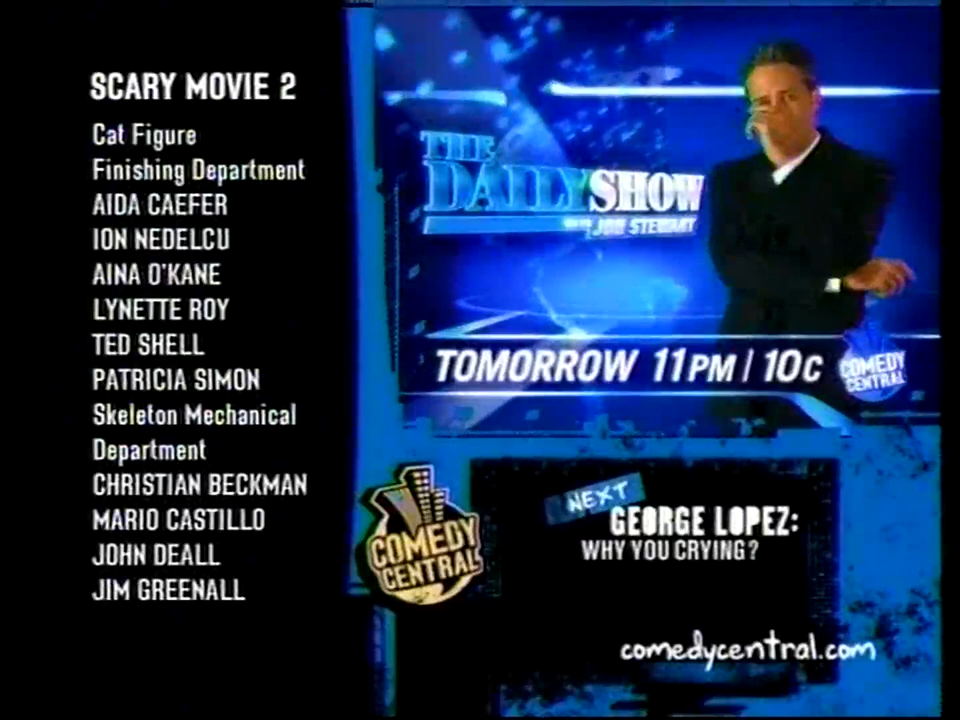 SCARY MOVIE 2
Cat Figure
Finishing Department
AIDA CAEFER
ION NEDELCU
AINA O'KANE
LYNETTE ROY
TED SHELL
PATRICIA SIMON
Skeleton Mechanical
Department
CHRISTIAN BECKMAN
MARIO CASTILLO
JOHN DEALL
JIM GREENALL
THE
DAILY SHOW
WITH JON STEWART
TOMORROW 11PM | 10C
COMEDY
CENTRAL
COMEDY
CENTRAL
NEXT
GEORGE LOPEZ:
WHY YOU CRYING?
comedycentral.com